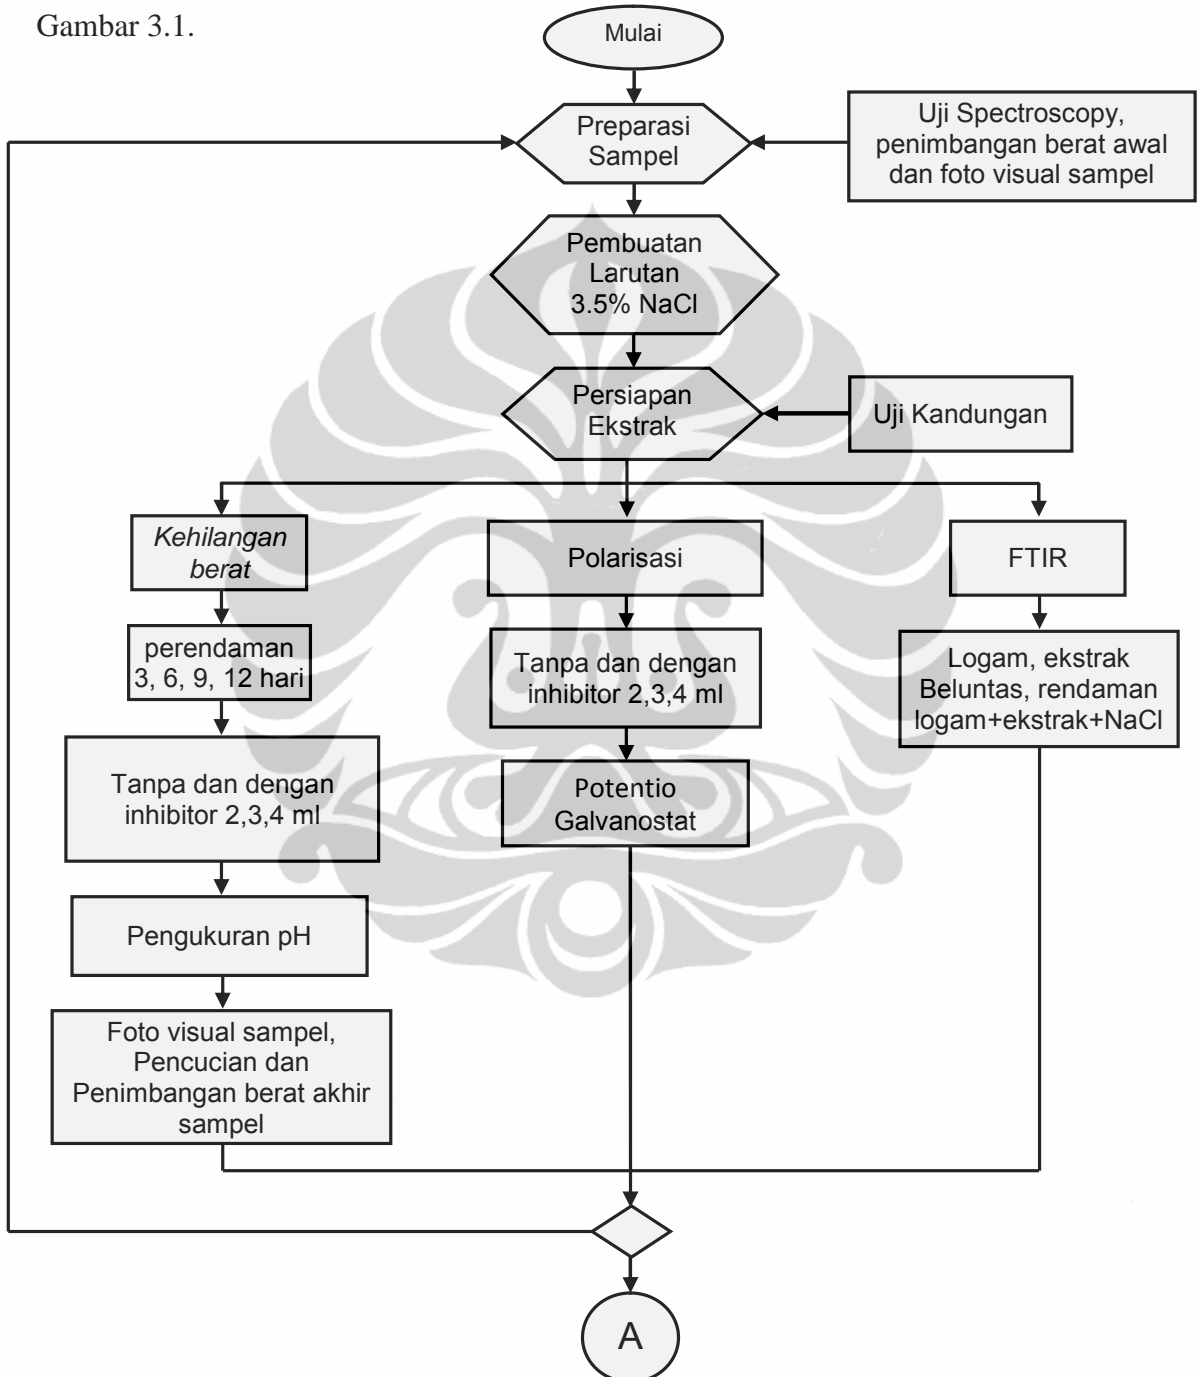 Gambar 3.1.
Mulai
Preparasi
Sampel
Uji Spectroscopy,
penimbangan berat awal
dan foto visual sampel
Pembuatan
Larutan
3.5% NaCl
Persiapan
Ekstrak
Uji Kandungan
Kehilangan
berat
perendaman
3, 6, 9, 12 hari
Tanpa dan dengan
inhibitor 2,3,4 ml
Pengukuran pH
Foto visual sampel,
Pencucian dan
Penimbangan berat akhir
sampel
Polarisasi
Tanpa dan dengan
inhibitor 2,3,4 ml
Potentio
Galvanostat
FTIR
Logam, ekstrak
Beluntas, rendaman
logam+ekstrak+NaCl
A